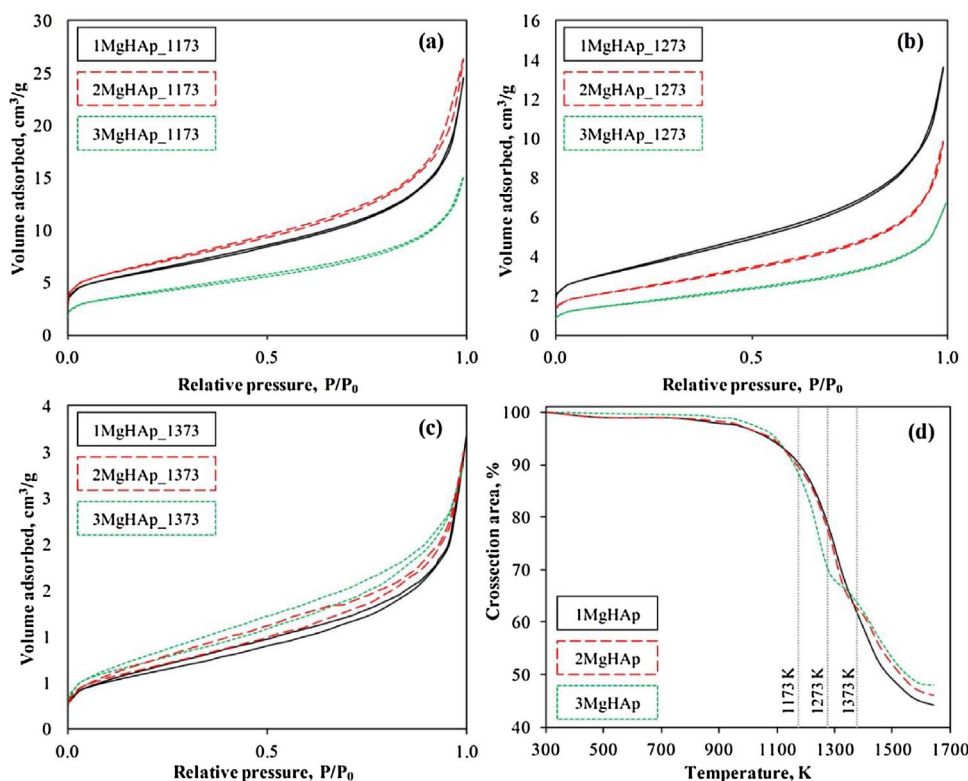 30
25
20
15
10
5
0
Volume adsorbed, cm³/g
1MgHAp_1173
2MgHAp_1173
3MgHAp_1173
(a)
0.0 0.5 1.0
Relative pressure, P/P₀
16
14
12
10
8
6
4
2
0
Volume adsorbed, cm³/g
1MgHAp_1273
2MgHAp_1273
3MgHAp_1273
(b)
0.0 0.5 1.0
Relative pressure, P/P₀
4
3
3
2
2
1
1
0
Volume adsorbed, cm³/g
1MgHAp_1373
2MgHAp_1373
3MgHAp_1373
(c)
0.0 0.5 1.0
Relative pressure, P/P₀
100
90
80
70
60
50
40
Crossection area, %
(d)
1MgHAp
2MgHAp
3MgHAp
1173 K
1273 K
1373 K
300 500 700 900 1100 1300 1500 1700
Temperature, K